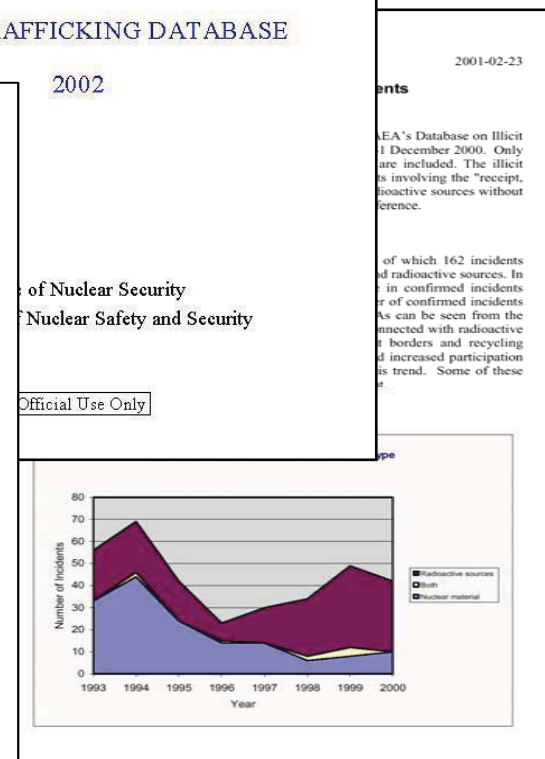 AFFICKING DATABASE
2002
of Nuclear Security
Nuclear Safety and Security
Official Use Only
2001-02-23
ents
AEA's Database on Illicit
1 December 2000. Only
are included. The illicit
ts involving the "receipt,
dioactive sources without
ference.
of which 162 incidents
nd radioactive sources. In
in confirmed incidents
er of confirmed incidents
As can be seen from the
nnected with radioactive
t borders and recycling
d increased participation
is trend. Some of these
ype
Number of Incidents
80
70
60
50
40
30
20
10
0
1993 1994 1995 1996 1997 1998 1999 2000
Year
Radioactive sources
Both
Nuclear material